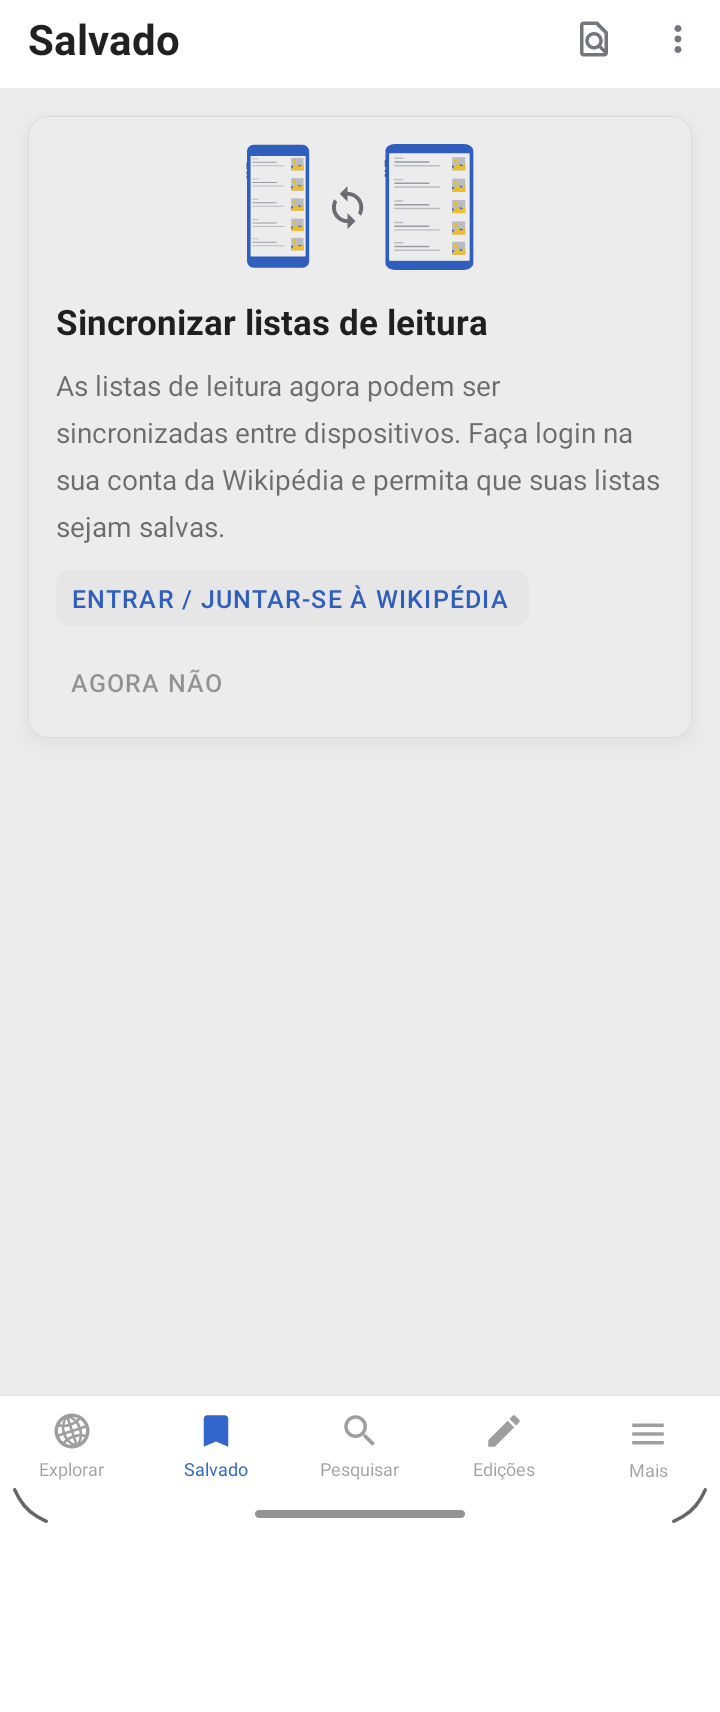 Salvado
Sincronizar listas de leitura
As listas de leitura agora podem ser
sincronizadas entre dispositivos. Faça login na
sua conta da Wikipédia e permita que suas listas
sejam salvas.
ENTRAR / JUNTAR-SE À WIKIPÉDIA
AGORA NÃO
Explorar
Salvado
Pesquisar
Edições
Mais